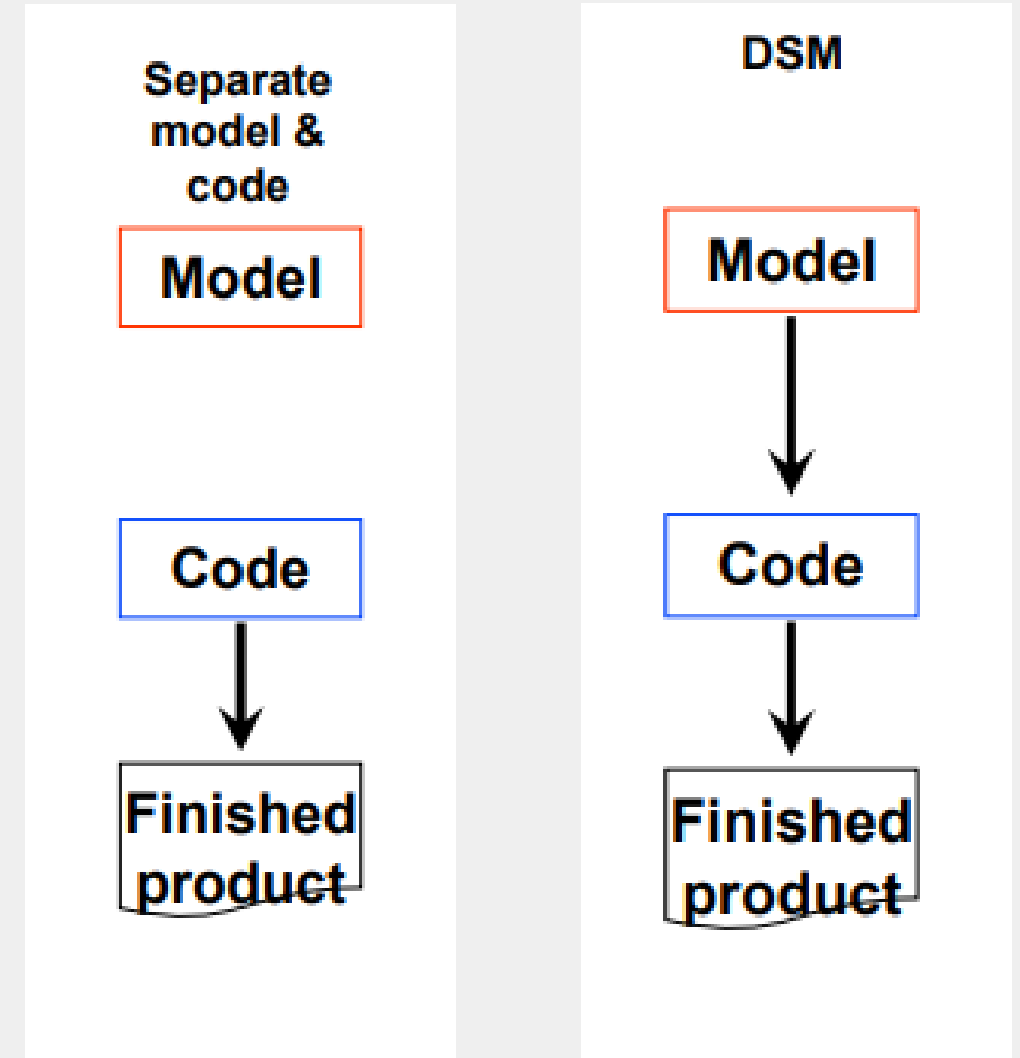 Separate
model &
code
Model
Code
Finished
product
DSM
Model
Code
Finished
product